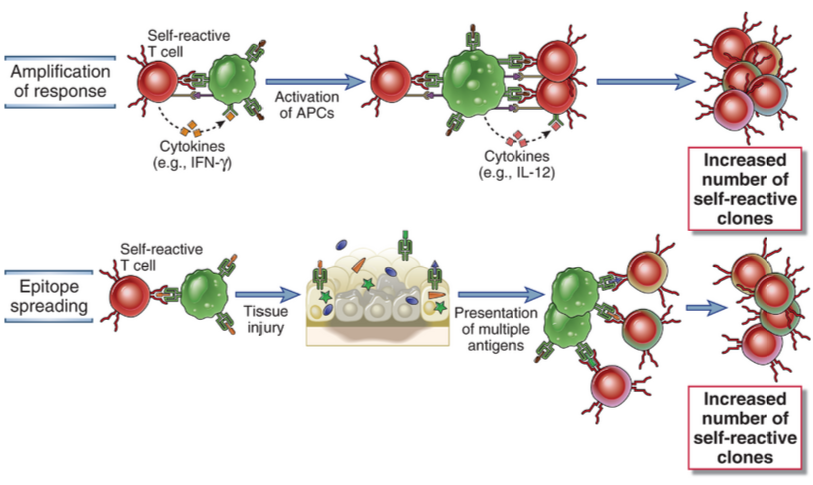 Amplification
of response
Self-reactive
T cell
Cytokines
(e.g., IFN-γ)
Activation
of APCs
Cytokines
(e.g., IL-12)
Increased
number of
self-reactive
clones
Epitope
spreading
Self-reactive
T cell
Tissue
injury
Presentation
of multiple
antigens
Increased
number of
self-reactive
clones